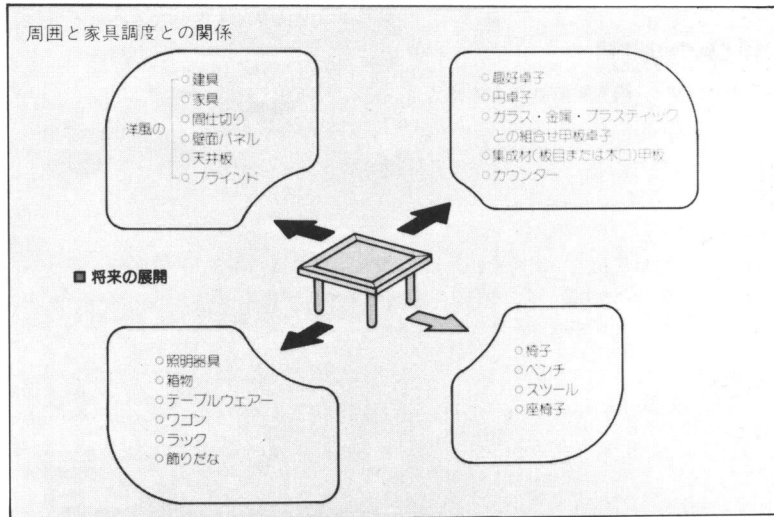 周囲と家具調度との関係
洋風の
○建具
○家具
○間仕切り
○壁面パネル
○天井板
○ブラインド
○趣好卓子
○円卓子
○ガラス・金属・プラスティック
との組合せ甲板卓子
○集成材(板目または木口)甲板
○カウンター
■ 将来の展開
○照明器具
○箱物
○テーブルウェアー
○ワゴン
○ラック
○飾りだな
○椅子
○ベンチ
○スツール
○座椅子